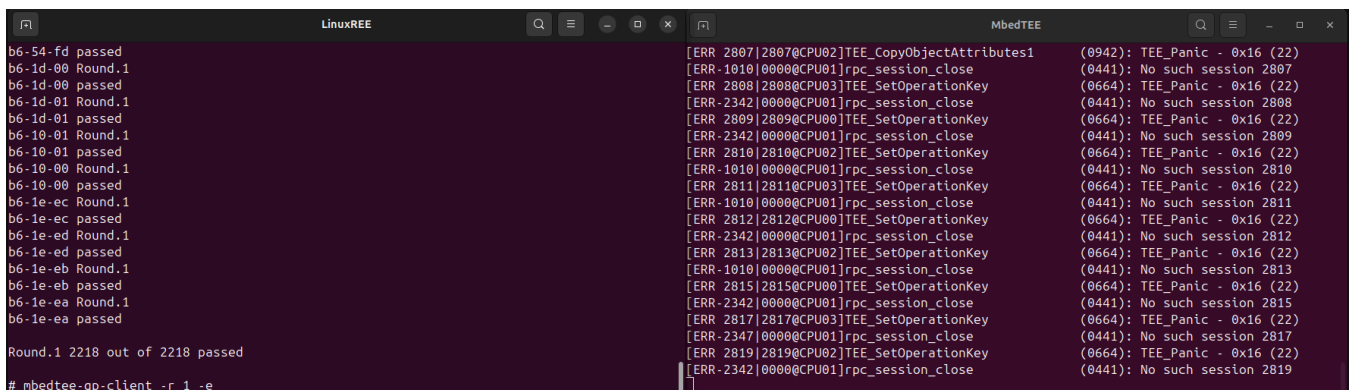 LinuxREE
b6-54-fd passed
b6-1d-00 Round.1
b6-1d-00 passed
b6-1d-01 Round.1
b6-1d-01 passed
b6-10-01 Round.1
b6-10-01 passed
b6-10-00 Round.1
b6-10-00 passed
b6-1e-ec Round.1
b6-1e-ec passed
b6-1e-ed Round.1
b6-1e-ed passed
b6-1e-eb Round.1
b6-1e-eb passed
b6-1e-ea Round.1
b6-1e-ea passed
Round.1 2218 out of 2218 passed
# mbedtee-gp-client -r 1 -e
MbedTEE
[ERR 2807|2807@CPU02]TEE_CopyObjectAttributes1 (0942): TEE_Panic - 0x16 (22)
[ERR-1010|0000@CPU01]rpc_session_close (0441): No such session 2807
[ERR 2808|2808@CPU03]TEE_SetOperationKey (0664): TEE_Panic - 0x16 (22)
[ERR-2342|0000@CPU01]rpc_session_close (0441): No such session 2808
[ERR 2809|2809@CPU00]TEE_SetOperationKey (0664): TEE_Panic - 0x16 (22)
[ERR-2342|0000@CPU01]rpc_session_close (0441): No such session 2809
[ERR 2810|2810@CPU02]TEE_SetOperationKey (0664): TEE_Panic - 0x16 (22)
[ERR-1010|0000@CPU01]rpc_session_close (0441): No such session 2810
[ERR 2811|2811@CPU03]TEE_SetOperationKey (0664): TEE_Panic - 0x16 (22)
[ERR-1010|0000@CPU01]rpc_session_close (0441): No such session 2811
[ERR 2812|2812@CPU00]TEE_SetOperationKey (0664): TEE_Panic - 0x16 (22)
[ERR-2342|0000@CPU01]rpc_session_close (0441): No such session 2812
[ERR 2813|2813@CPU02]TEE_SetOperationKey (0664): TEE_Panic - 0x16 (22)
[ERR-1010|0000@CPU01]rpc_session_close (0441): No such session 2813
[ERR 2815|2815@CPU00]TEE_SetOperationKey (0664): TEE_Panic - 0x16 (22)
[ERR-2342|0000@CPU01]rpc_session_close (0441): No such session 2815
[ERR 2817|2817@CPU03]TEE_SetOperationKey (0664): TEE_Panic - 0x16 (22)
[ERR-2347|0000@CPU01]rpc_session_close (0441): No such session 2817
[ERR 2819|2819@CPU02]TEE_SetOperationKey (0664): TEE_Panic - 0x16 (22)
[ERR-2342|0000@CPU01]rpc_session_close (0441): No such session 2819